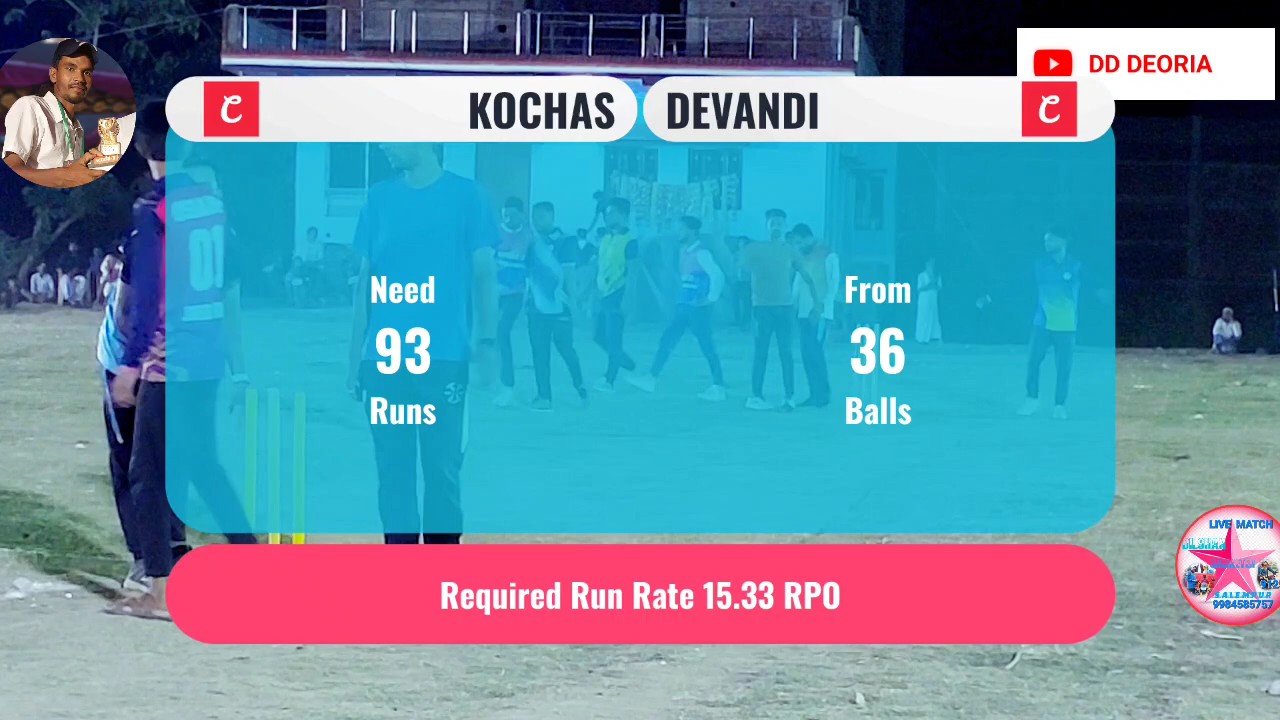 DD DEORIA
KOCHAS
DEVANDI
01
Need
93
Runs
From
36
Balls
Required Run Rate 15.33 RPO
LIVE MATCH
S.A.L.E.M.P.U.R
9984585757